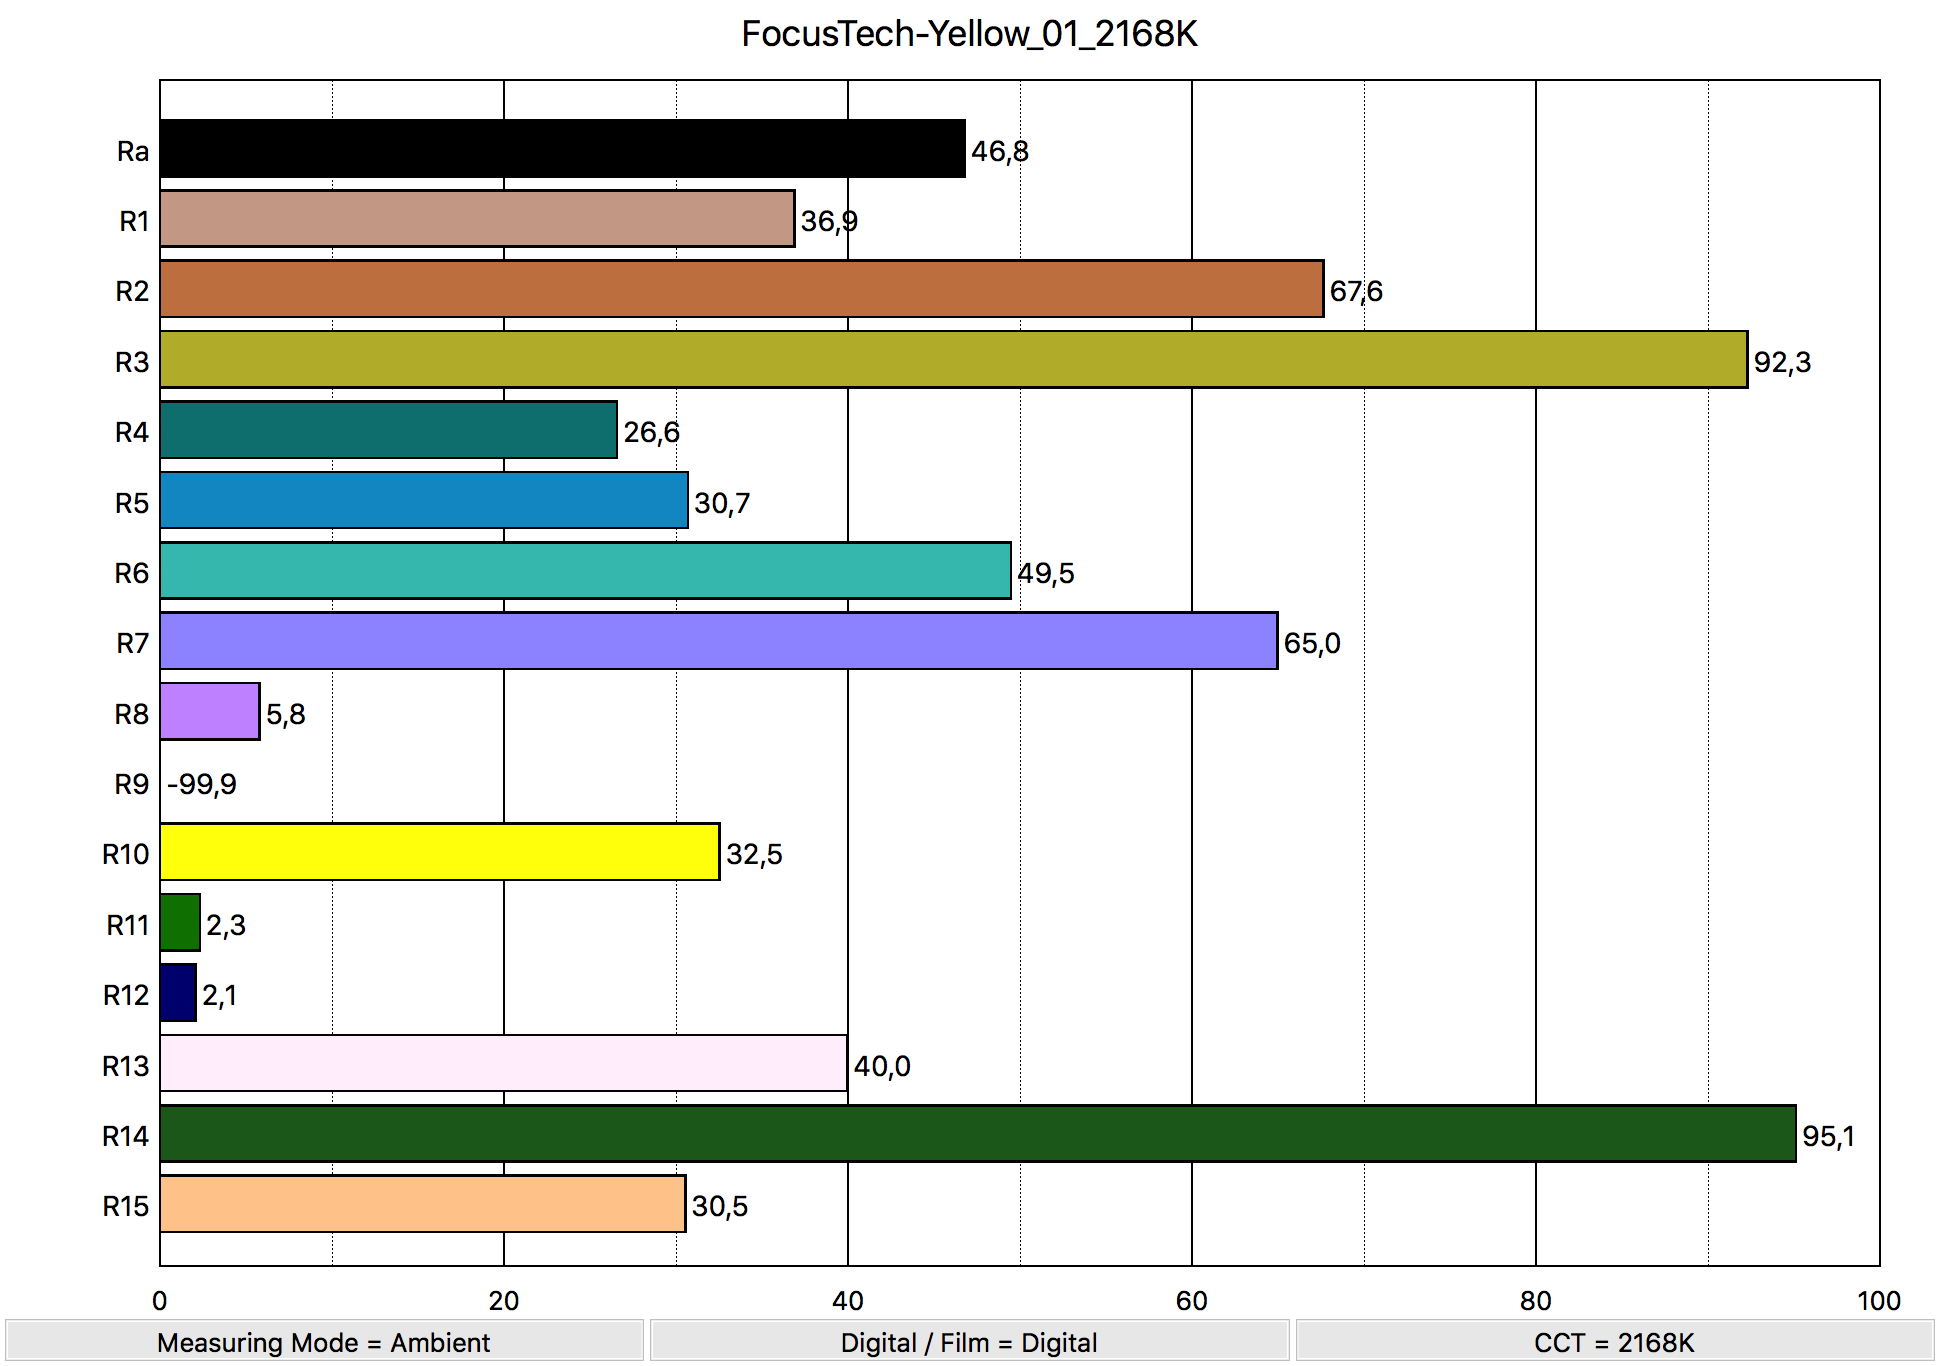 FocusTech-Yellow_01_2168K
Ra 46,8
R1 36,9
R2 67,6
R3 92,3
R4 26,6
R5 30,7
R6 49,5
R7 65,0
R8 5,8
R9 -99,9
R10 32,5
R11 2,3
R12 2,1
R13 40,0
R14 95,1
R15 30,5
0 20 40 60 80 100
Measuring Mode = Ambient Digital / Film = Digital CCT = 2168K